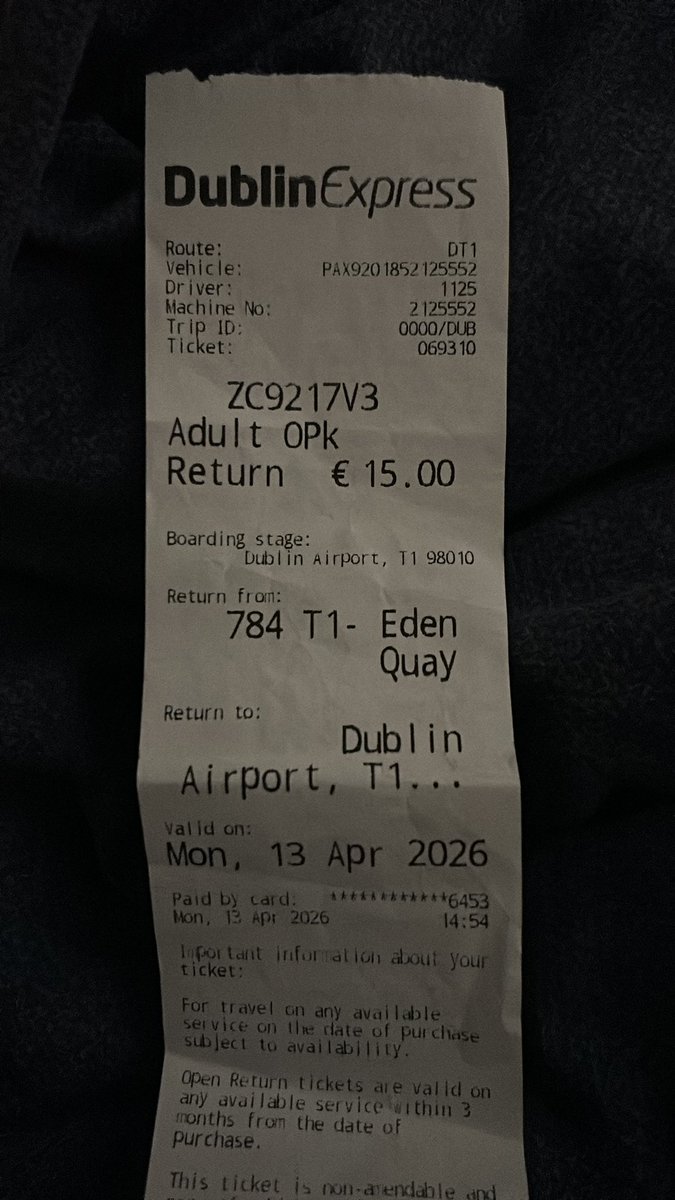 DublinExpress
Route: DT1
Vehicle: PAX9201852125552
Driver: 1125
Machine No: 2125552
Trip ID: 0000/DUB
Ticket: 069310
ZC9217V3
Adult OPk
Return € 15.00
Boarding stage:
Dublin Airport, T1 98010
Return from:
784 T1- Eden
Quay
Return to:
Dublin
Airport, T1...
Valid on:
Mon, 13 Apr 2026
Paid by card: ************6453
Mon, 13 Apr 2026 14:54
Important information about your
ticket:
For travel on any available
service on the date of purchase
subject to availability.
Open Return tickets are valid on
any available service within 3
months from the date of
purchase.
This ticket is non-amendable and